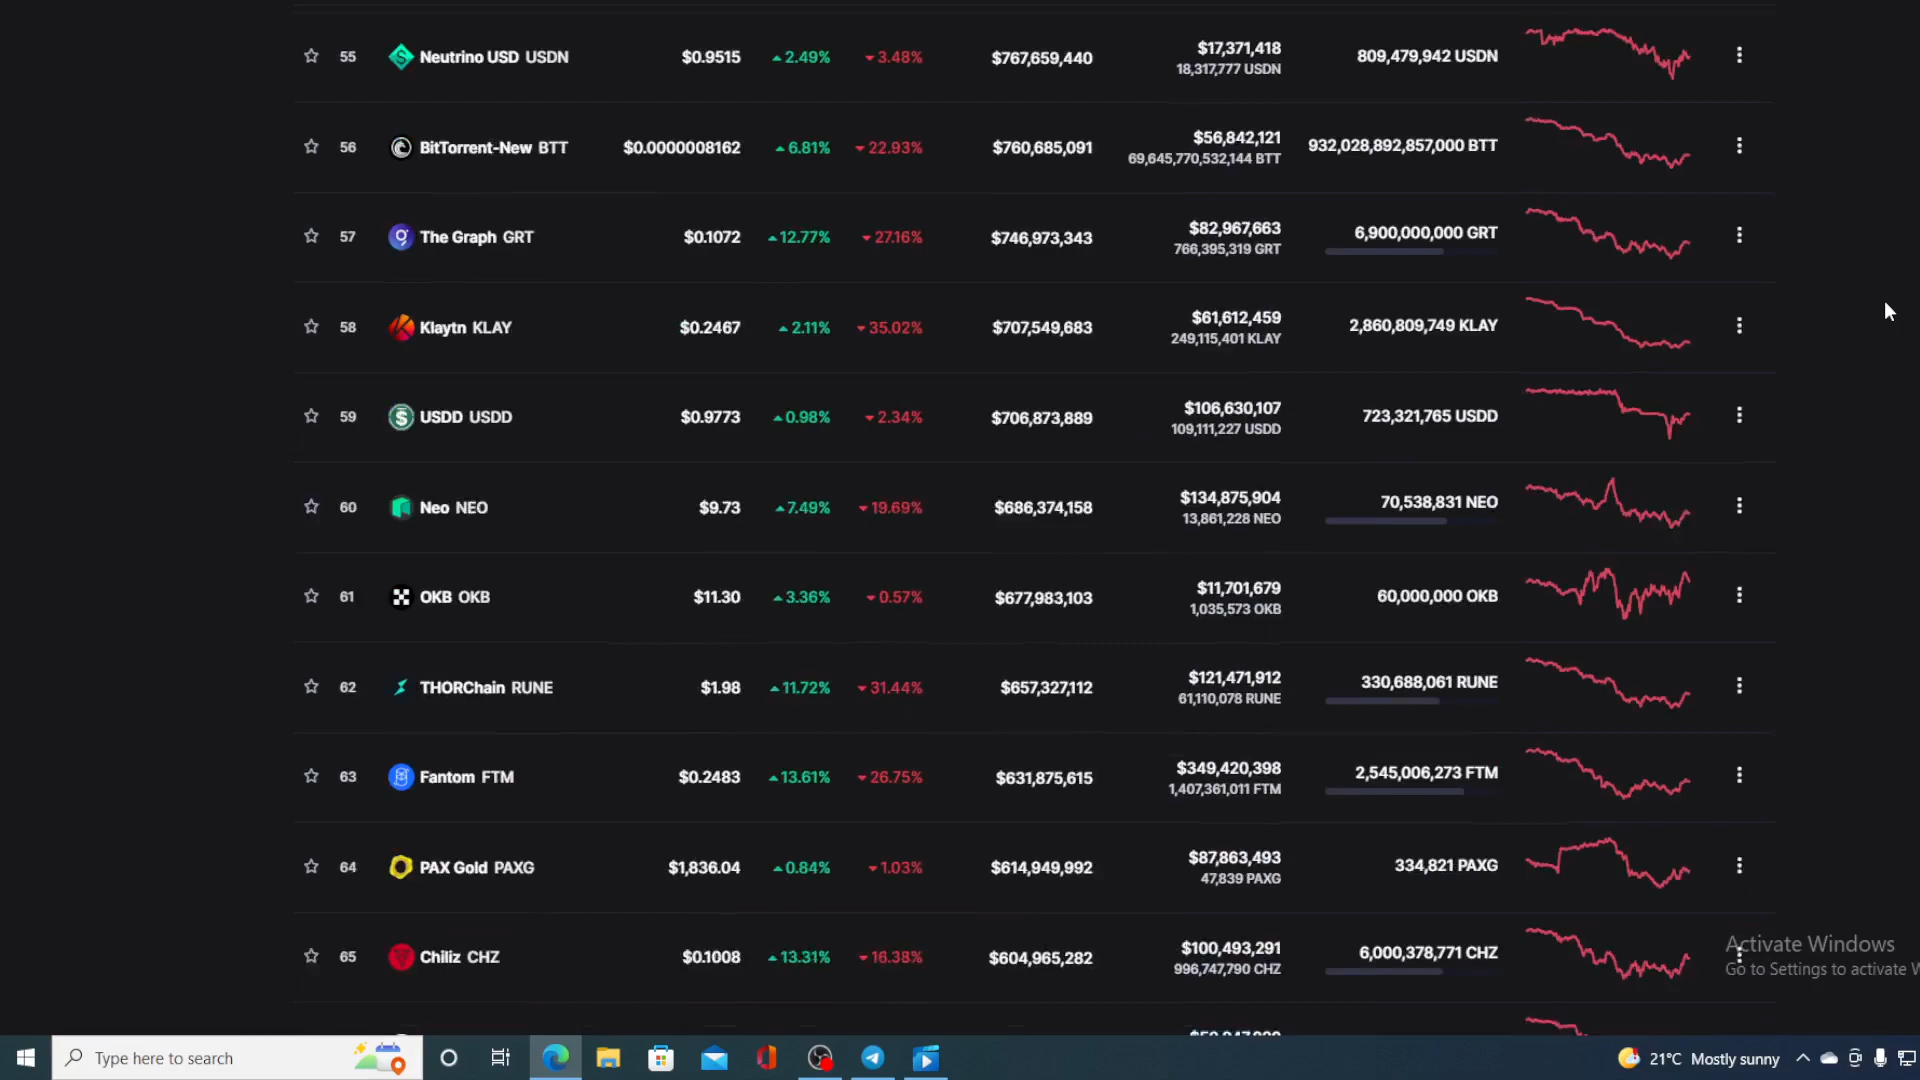 55 Neutrino USD USDN $0.9515 2.49% 3.48% $767,659,440 $17,371,418 809,479,942 USDN
18,317,777 USDN
56 BitTorrent-New BTT $0.0000008162 6.81% 22.93% $760,685,091 $56,842,121 932,028,892,857,000 BTT
69,645,770,532,144 BTT
57 The Graph GRT $0.1072 12.77% 27.16% $746,973,343 $82,967,663 6,900,000,000 GRT
766,395,319 GRT
58 Klaytn KLAY $0.2467 2.11% 35.02% $707,549,683 $61,612,459 2,860,809,749 KLAY
249,115,401 KLAY
59 USDD USDD $0.9773 0.98% 2.34% $706,873,889 $106,630,107 723,321,765 USDD
109,111,227 USDD
60 Neo NEO $9.73 7.49% 19.69% $686,374,158 $134,875,904 70,538,831 NEO
13,861,228 NEO
61 OKB OKB $11.30 3.36% 0.57% $677,983,103 $11,701,679 60,000,000 OKB
1,035,573 OKB
62 THORChain RUNE $1.98 11.72% 31.44% $657,327,112 $121,471,912 330,688,061 RUNE
61,110,078 RUNE
63 Fantom FTM $0.2483 13.61% 26.75% $631,875,615 $349,420,398 2,545,006,273 FTM
1,407,361,011 FTM
64 PAX Gold PAXG $1,836.04 0.84% 1.03% $614,949,992 $87,863,493 334,821 PAXG
47,839 PAXG
65 Chiliz CHZ $0.1008 13.31% 16.38% $604,965,282 $100,493,291 6,000,378,771 CHZ
996,747,790 CHZ
Activate Windows
Go to Settings to activate W
Type here to search
21°C Mostly sunny